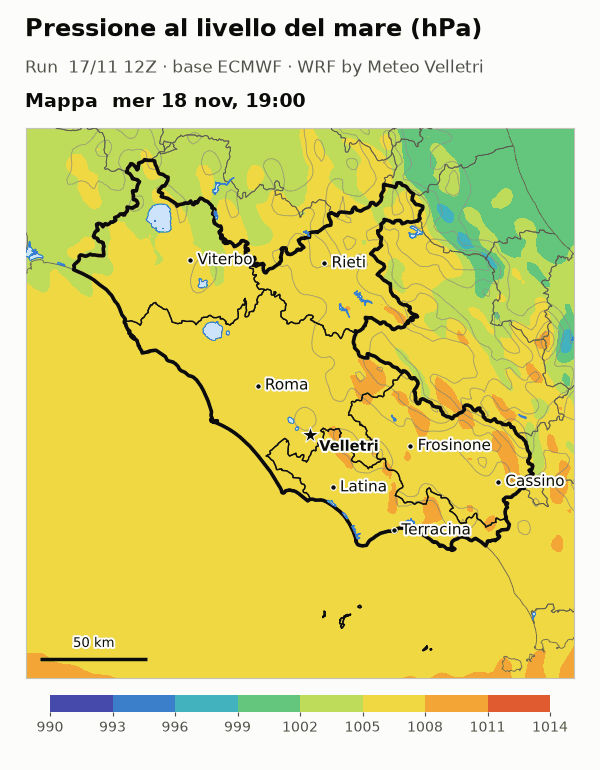 Pressione al livello del mare (hPa)
Run  17/11 12Z · base ECMWF · WRF by Meteo Velletri
Mappa  mer 18 nov, 19:00
Viterbo
Rieti
Roma
Velletri
Frosinone
Latina
Cassino
Terracina
50 km
990 993 996 999 1002 1005 1008 1011 1014